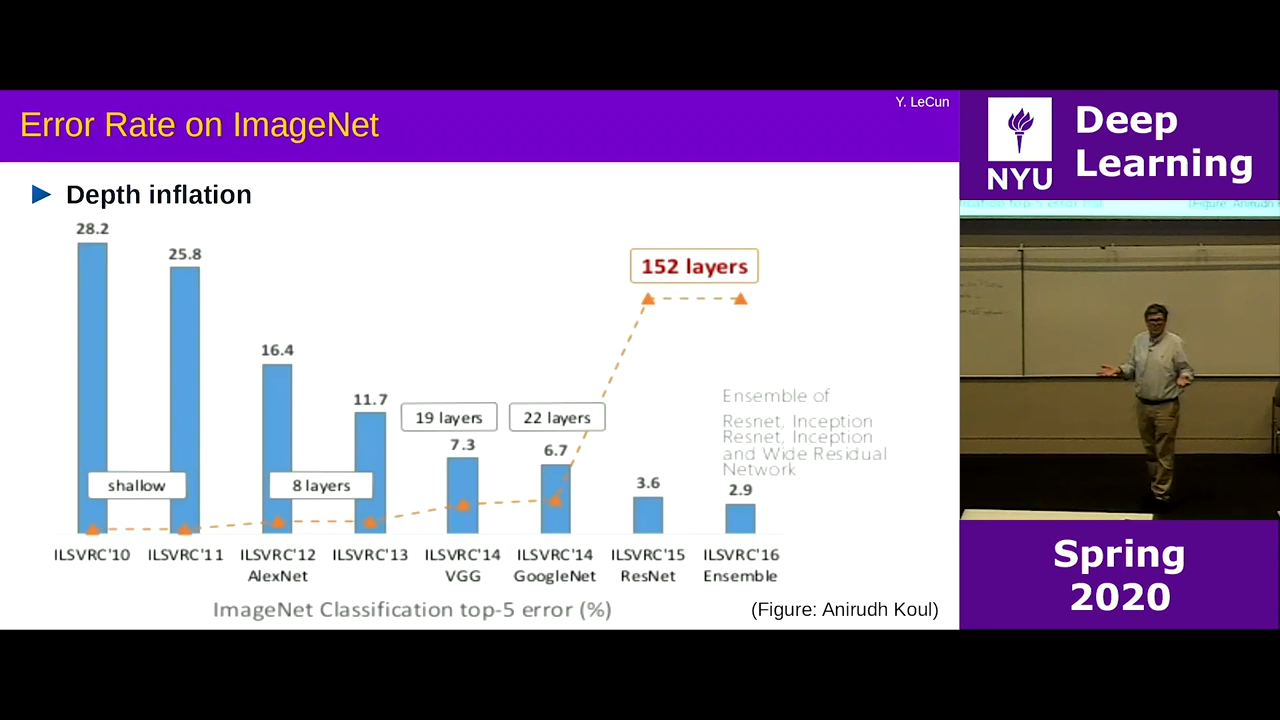 Y. LeCun
Error Rate on ImageNet
Depth inflation
28.2
25.8
16.4
11.7
7.3
6.7
3.6
2.9
152 layers
19 layers
22 layers
shallow
8 layers
Ensemble of
Resnet, Inception
Resnet, Inception
and Wide Residual
Network
ILSVRC'10
ILSVRC'11
ILSVRC'12
AlexNet
ILSVRC'13
ILSVRC'14
VGG
ILSVRC'14
GoogleNet
ILSVRC'15
ResNet
ILSVRC'16
Ensemble
ImageNet Classification top-5 error (%)
(Figure: Anirudh Koul)
NYU
Deep
Learning
Spring
2020